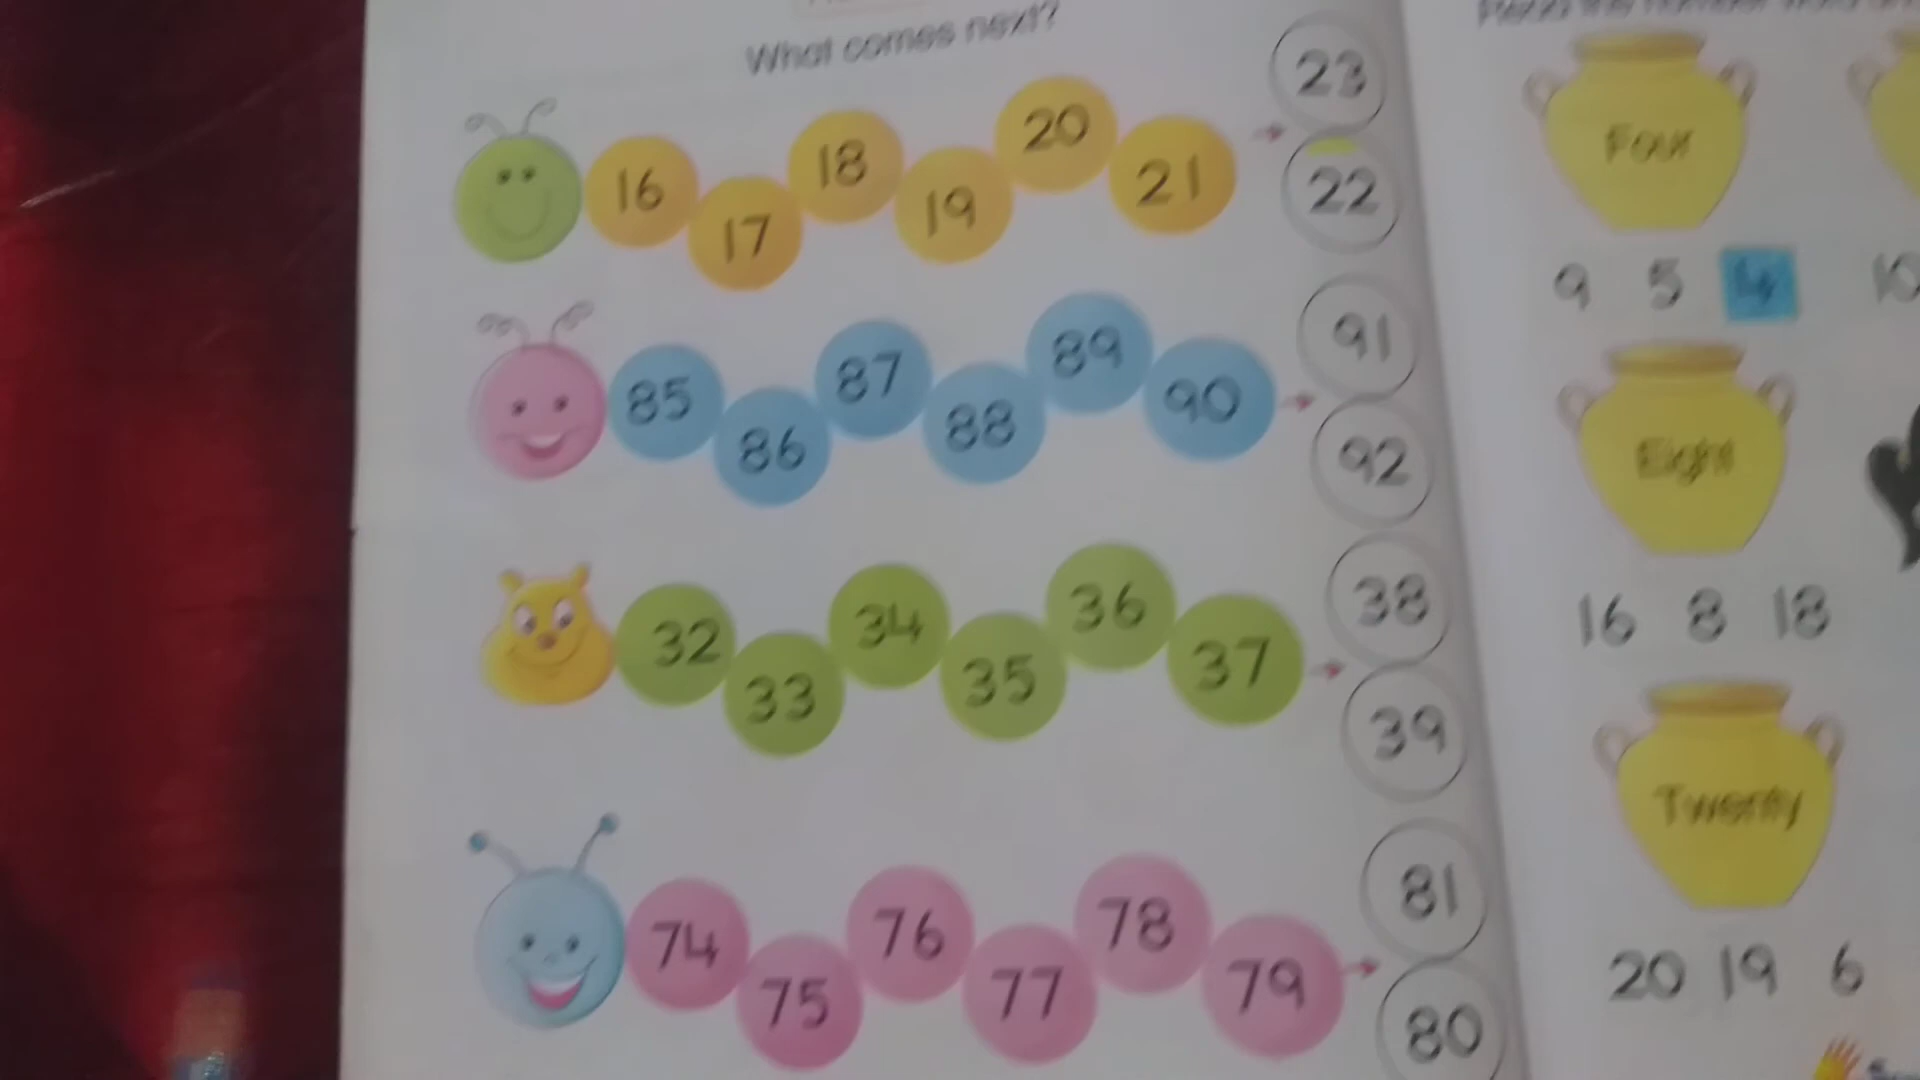 What comes next?
16 17 18 19 20 21
23
22
85 86 87 88 89 90
91
92
32 33 34 35 36 37
38
39
74 75 76 77 78 79
81
80
Four
9 5 4
Eight
16 8 18
Twenty
20 19 6